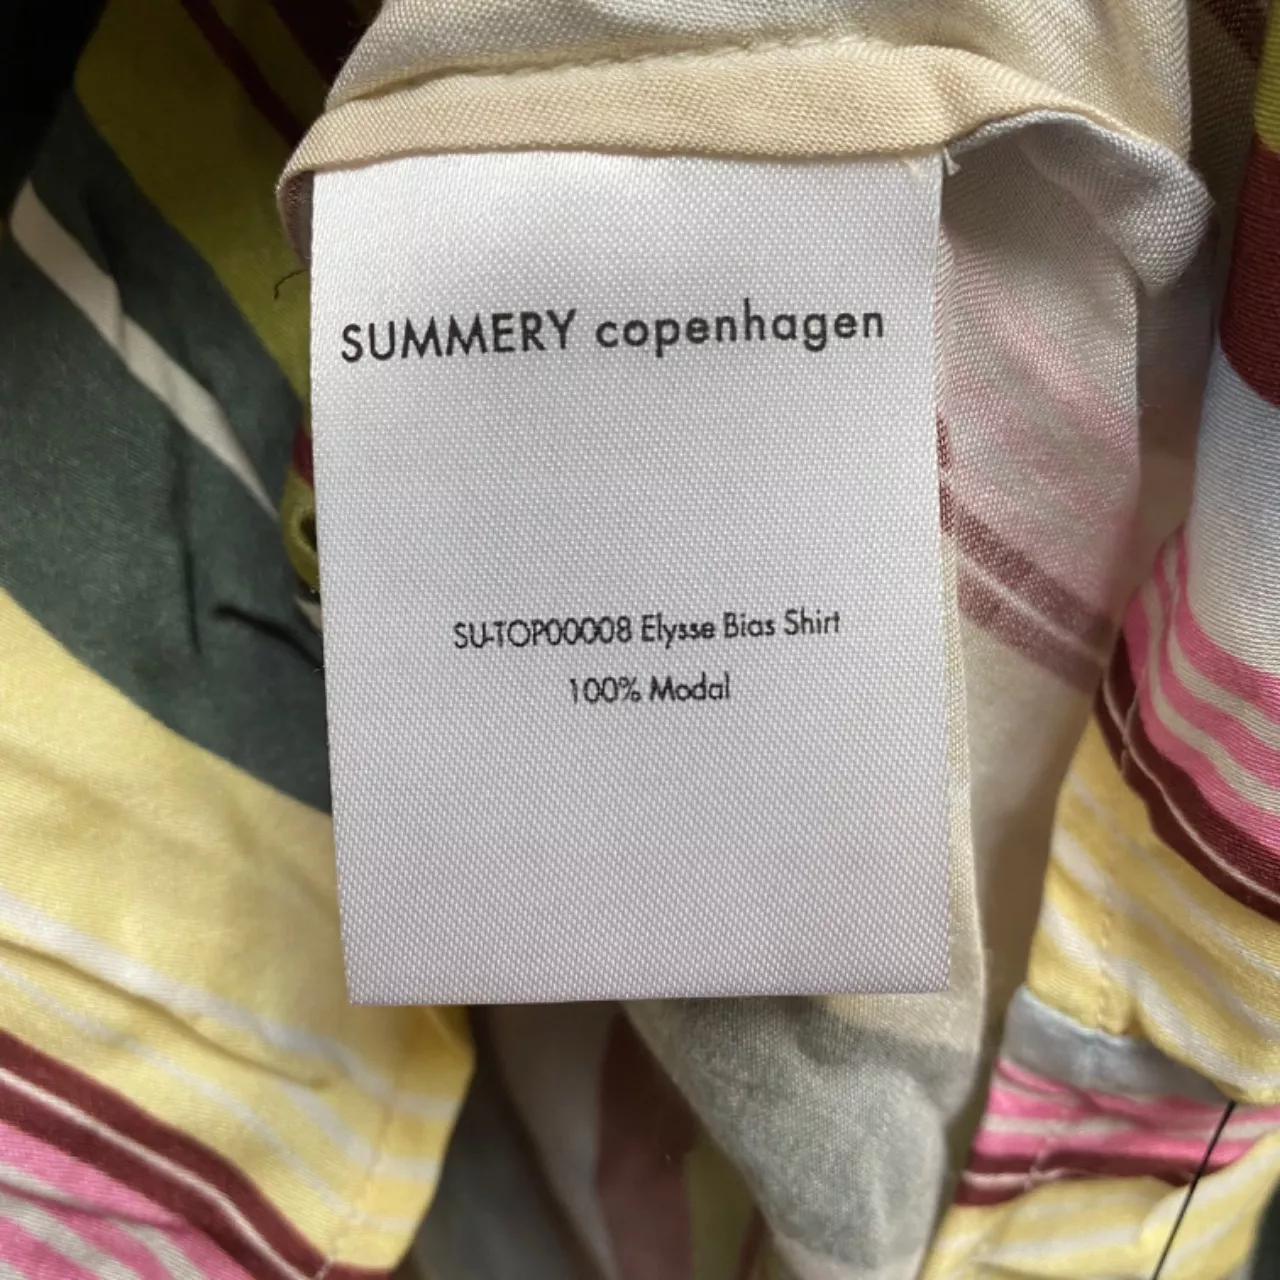 SUMMERY copenhagen
SU-TOP00008 Elysse Bias Shirt
100% Modal